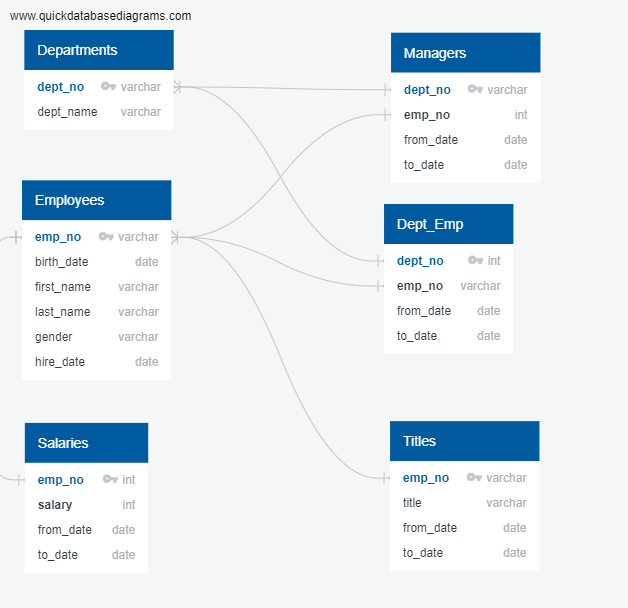 www.quickdatabasediagrams.com
Departments
dept_no varchar
dept_name varchar
Managers
dept_no varchar
emp_no int
from_date date
to_date date
Employees
emp_no varchar
birth_date date
first_name varchar
last_name varchar
gender varchar
hire_date date
Dept_Emp
dept_no int
emp_no varchar
from_date date
to_date date
Salaries
emp_no int
salary int
from_date date
to_date date
Titles
emp_no varchar
title varchar
from_date date
to_date date